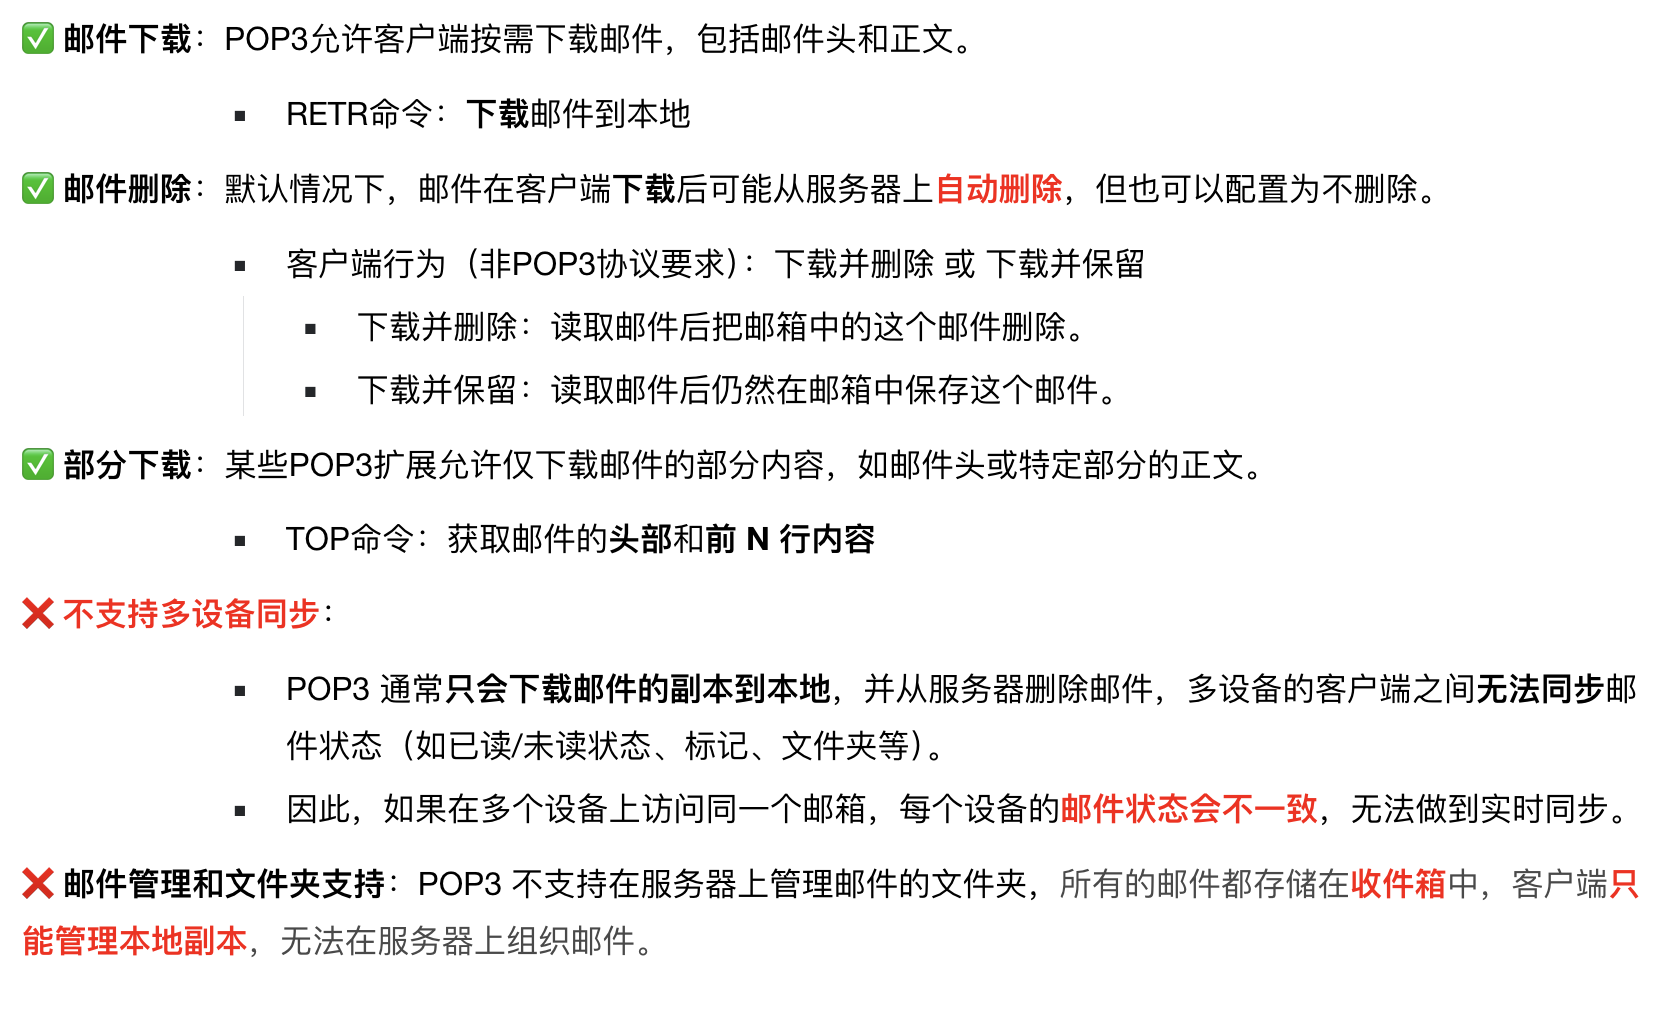 ✅ 邮件下载：POP3允许客户端按需下载邮件，包括邮件头和正文。
▪ RETR命令：下载邮件到本地
✅ 邮件删除：默认情况下，邮件在客户端下载后可能从服务器上自动删除，但也可以配置为不删除。
▪ 客户端行为（非POP3协议要求）：下载并删除 或 下载并保留
▪ 下载并删除：读取邮件后把邮箱中的这个邮件删除。
▪ 下载并保留：读取邮件后仍然在邮箱中保存这个邮件。
✅ 部分下载：某些POP3扩展允许仅下载邮件的部分内容，如邮件头或特定部分的正文。
▪ TOP命令：获取邮件的头部和前 N 行内容
❌ 不支持多设备同步：
▪ POP3 通常只会下载邮件的副本到本地，并从服务器删除邮件，多设备的客户端之间无法同步邮
件状态（如已读/未读状态、标记、文件夹等）。
▪ 因此，如果在多个设备上访问同一个邮箱，每个设备的邮件状态会不一致，无法做到实时同步。
❌ 邮件管理和文件夹支持：POP3 不支持在服务器上管理邮件的文件夹，所有的邮件都存储在收件箱中，客户端只
能管理本地副本，无法在服务器上组织邮件。